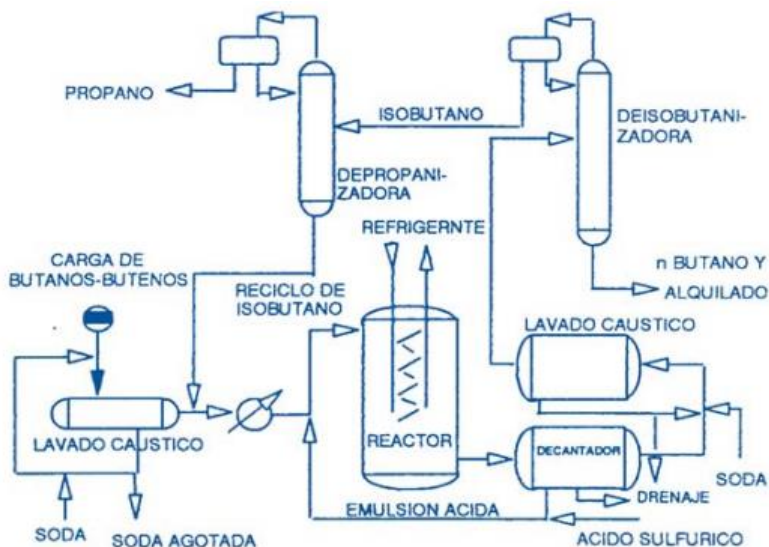 PROPANO
ISOBUTANO
DEISOBUTANI-
ZADORA
DEPROPANI-
ZADORA
REFRIGERNTE
CARGA DE
BUTANOS-BUTENOS
RECICLO DE
ISOBUTANO
n BUTANO Y
ALQUILADO
LAVADO CAUSTICO
LAVADO CAUSTICO
REACTOR
DECANTADOR
SODA
DRENAJE
EMULSION ACIDA
SODA
SODA AGOTADA
ACIDO SULFURICO